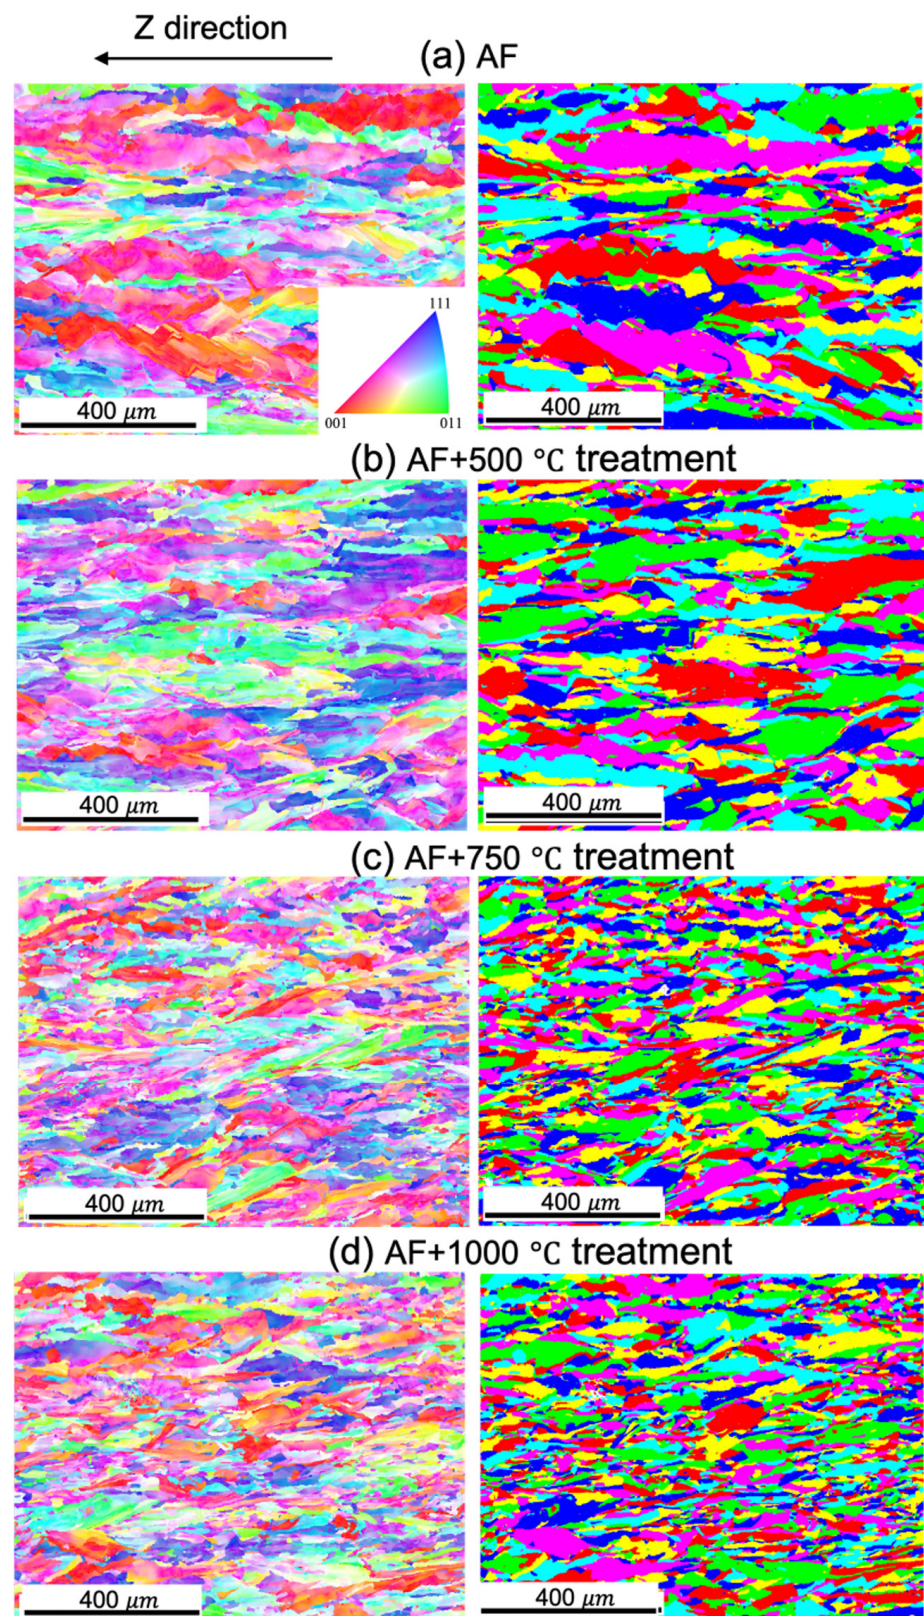 Z direction
(a) AF
111
001
011
400 μm
400 μm
(b) AF+500 ℃ treatment
400 μm
400 μm
(c) AF+750 ℃ treatment
400 μm
400 μm
(d) AF+1000 ℃ treatment
400 μm
400 μm